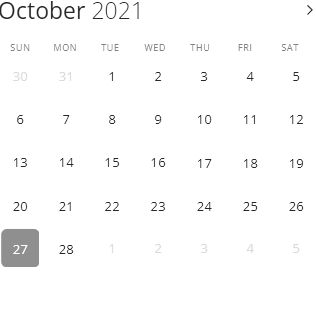 October 2021 >
SUN MON TUE WED THU FRI SAT
30 31 1 2 3 4 5
6 7 8 9 10 11 12
13 14 15 16 17 18 19
20 21 22 23 24 25 26
27 28 1 2 3 4 5